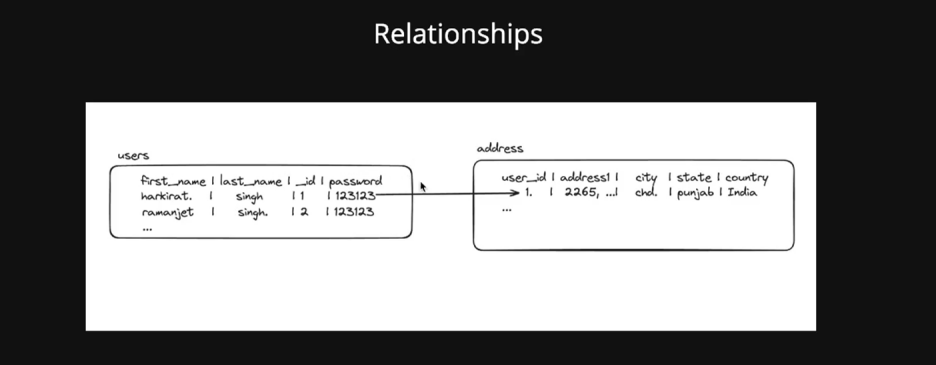 Relationships
users
first_name | last_name | _id | password
harkirat. | singh | 1 | 123123
ramanjet | singh. | 2 | 123123
...
address
user_id | address1 | city | state | country
1. | 2265, ...| chd. | punjab | India
...